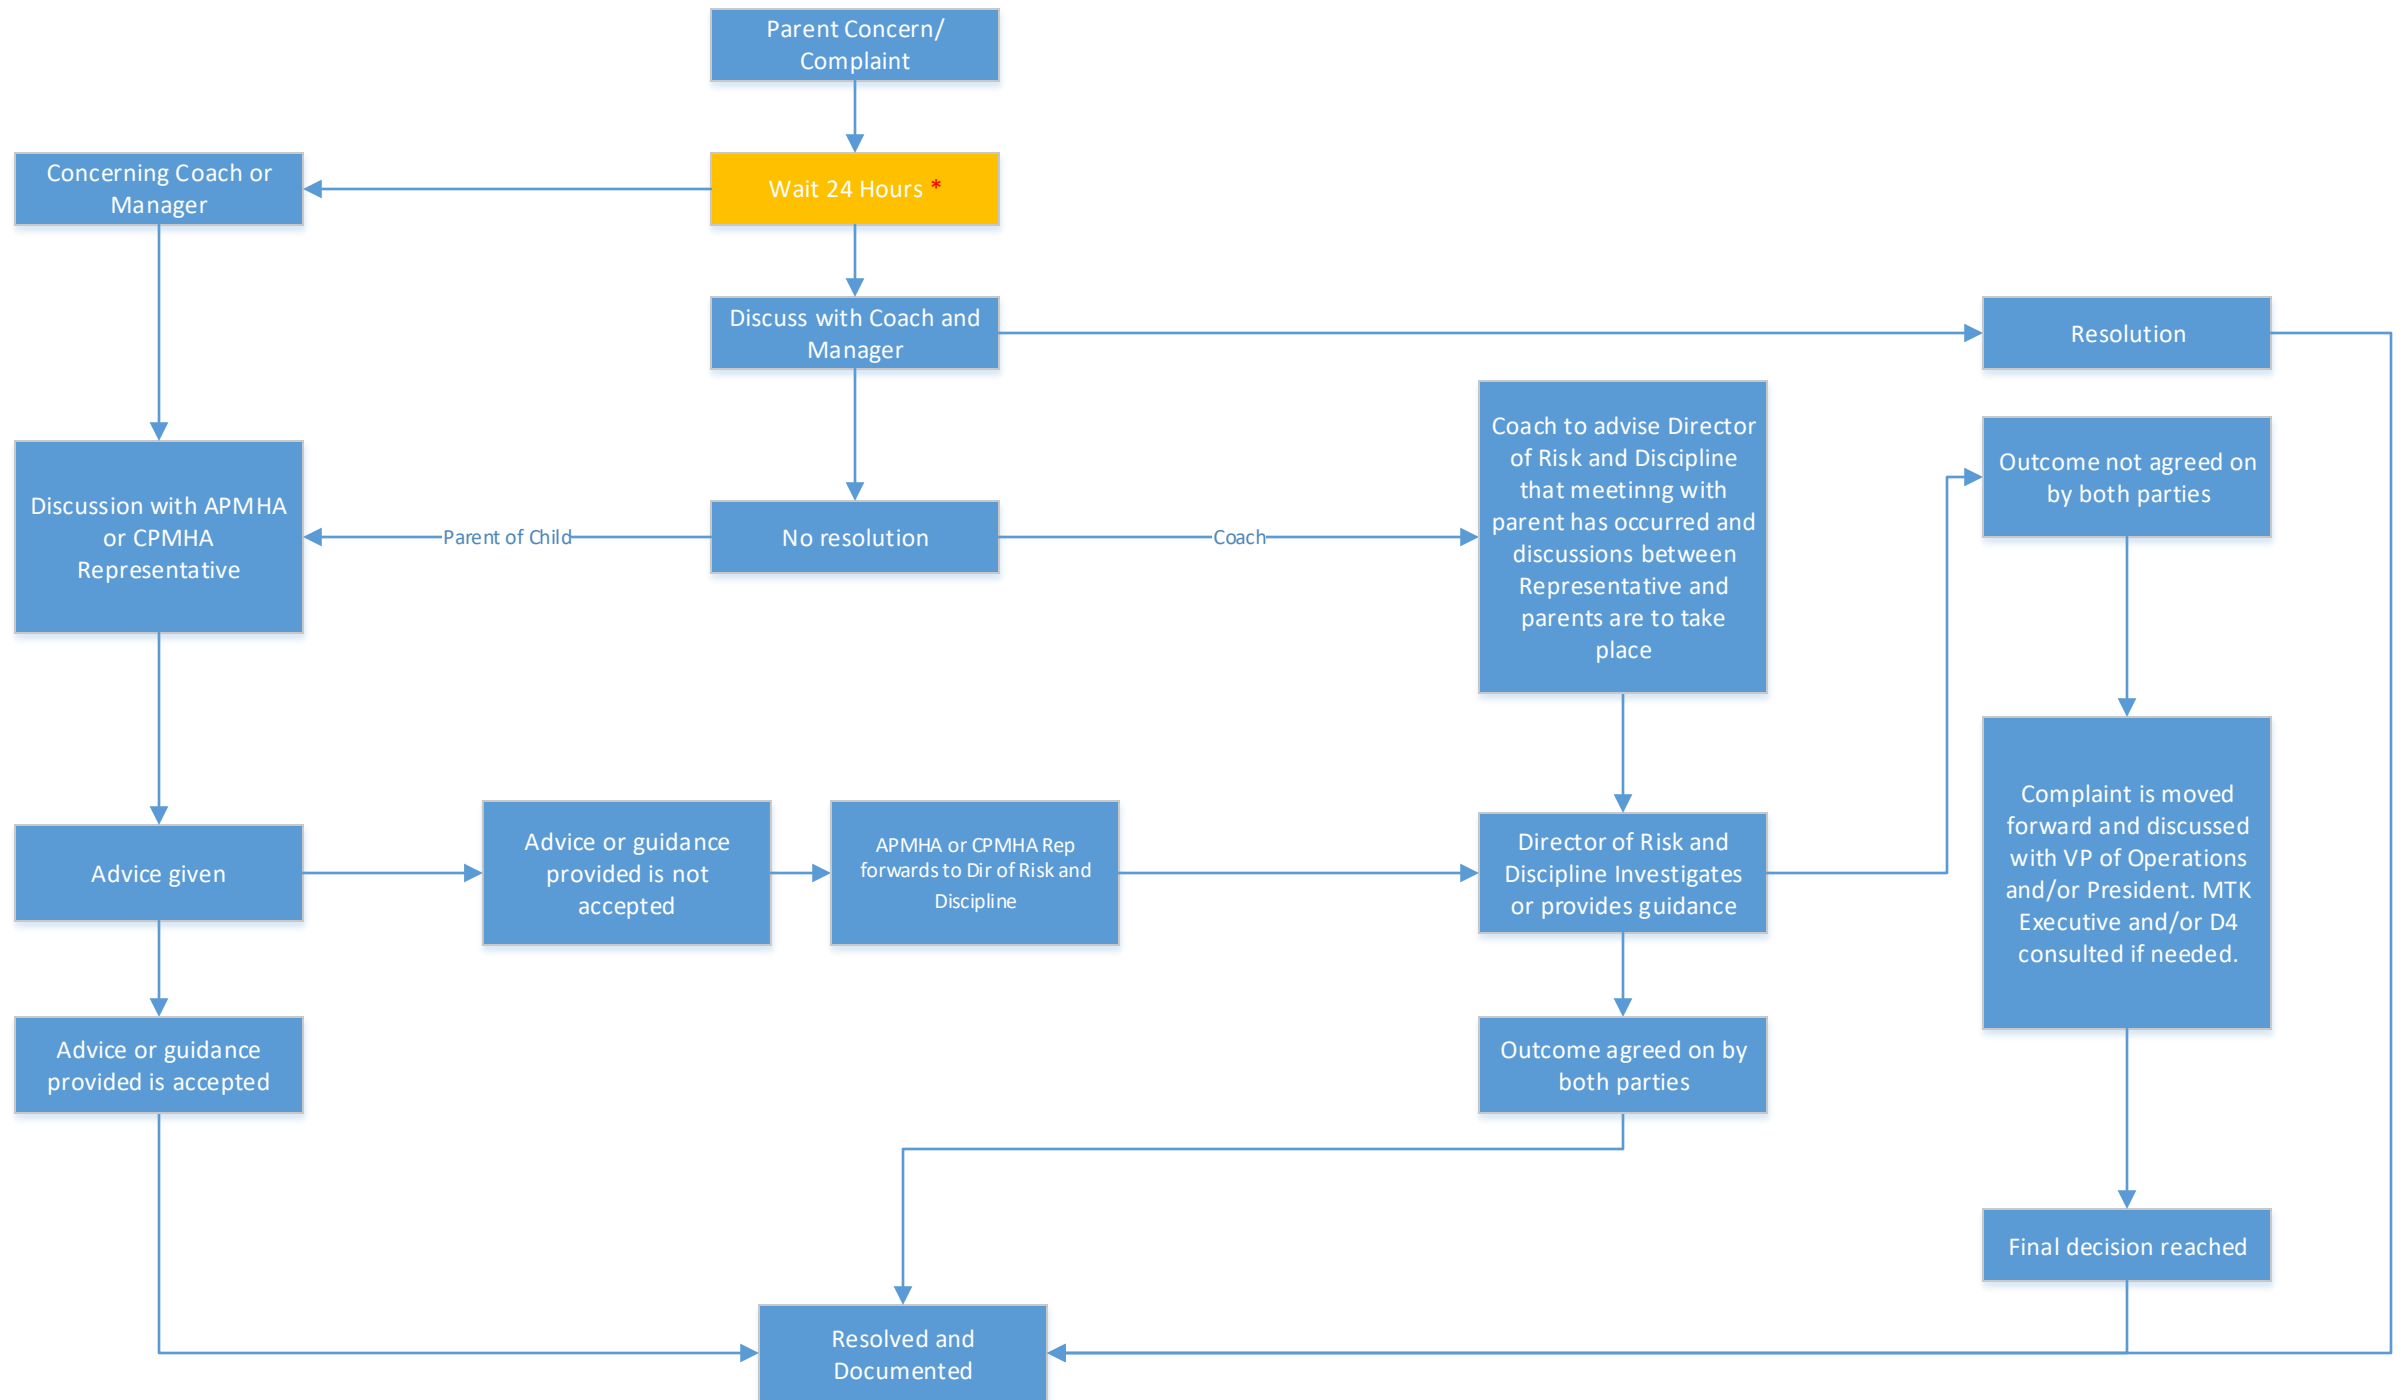 Parent Concern/
Complaint
Concerning Coach or
Manager
Wait 24 Hours *
Discuss with Coach and
Manager
Resolution
Coach to advise Director
of Risk and Discipline
that meetinng with
parent has occurred and
discussions between
Representative and
parents are to take
place
Outcome not agreed on
by both parties
Discussion with APMHA
or CPMHA
Representative
Parent of Child
No resolution
Coach
Complaint is moved
forward and discussed
with VP of Operations
and/or President. MTK
Executive and/or D4
consulted if needed.
Advice given
Advice or guidance
provided is not
accepted
APMHA or CPMHA Rep
forwards to Dir of Risk and
Discipline
Director of Risk and
Discipline Investigates
or provides guidance
Advice or guidance
provided is accepted
Outcome agreed on by
both parties
Final decision reached
Resolved and
Documented